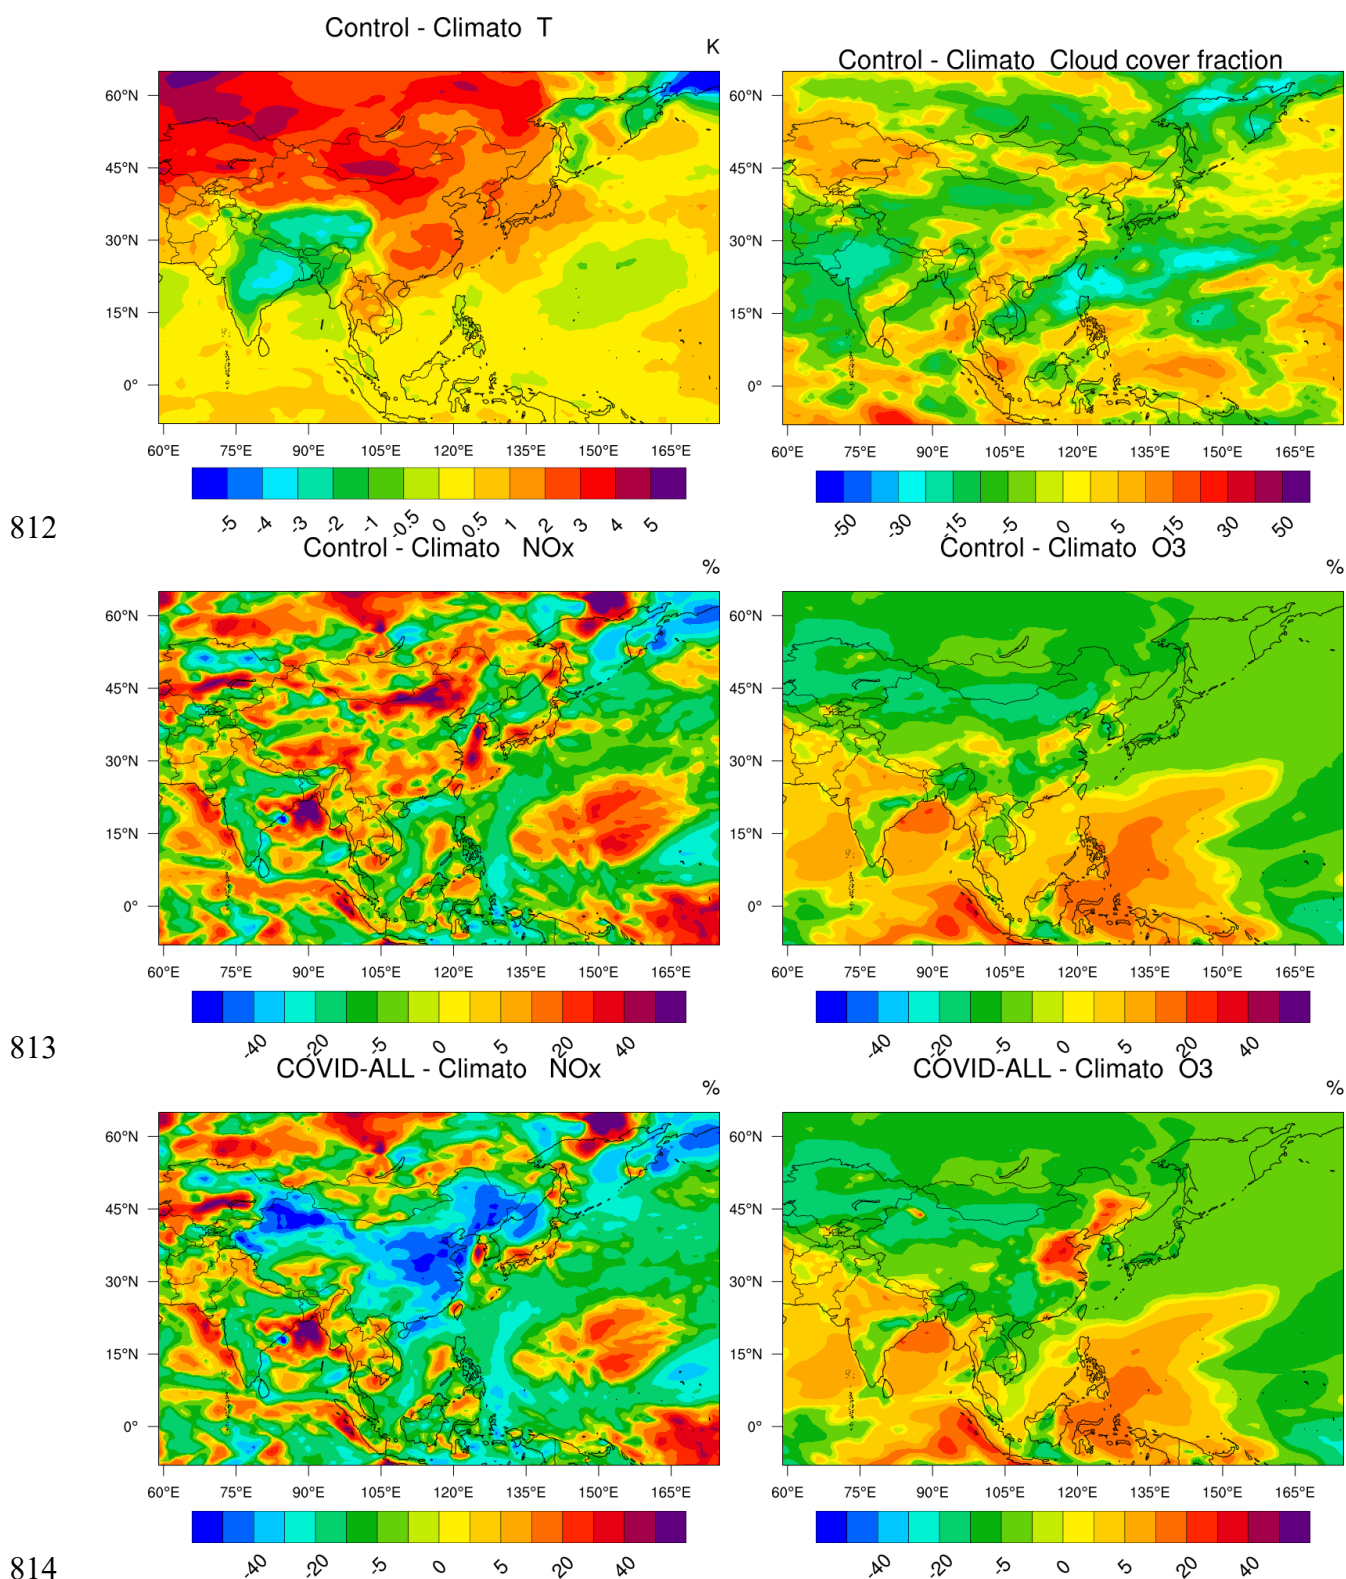 Control - Climato T
K
60°N
45°N
30°N
15°N
0°
60°E 75°E 90°E 105°E 120°E 135°E 150°E 165°E
-5 -4 -3 -2 -1 -0.5 0 0.5 1 2 3 4 5
Control - Climato Cloud cover fraction
60°N
45°N
30°N
15°N
0°
60°E 75°E 90°E 105°E 120°E 135°E 150°E 165°E
-50 -30 -15 -5 0 5 15 30 50
812
Control - Climato NOx
%
60°N
45°N
30°N
15°N
0°
60°E 75°E 90°E 105°E 120°E 135°E 150°E 165°E
-40 -20 -5 0 5 20 40
Control - Climato O3
%
60°N
45°N
30°N
15°N
0°
60°E 75°E 90°E 105°E 120°E 135°E 150°E 165°E
-40 -20 -5 0 5 20 40
813
COVID-ALL - Climato NOx
%
60°N
45°N
30°N
15°N
0°
60°E 75°E 90°E 105°E 120°E 135°E 150°E 165°E
-40 -20 -5 0 5 20 40
COVID-ALL - Climato O3
%
60°N
45°N
30°N
15°N
0°
60°E 75°E 90°E 105°E 120°E 135°E 150°E 165°E
-40 -20 -5 0 5 20 40
814